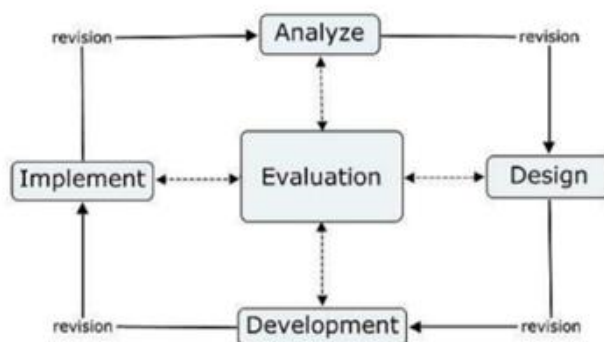 revision
Analyze
revision
Implement
Evaluation
Design
revision
Development
revision